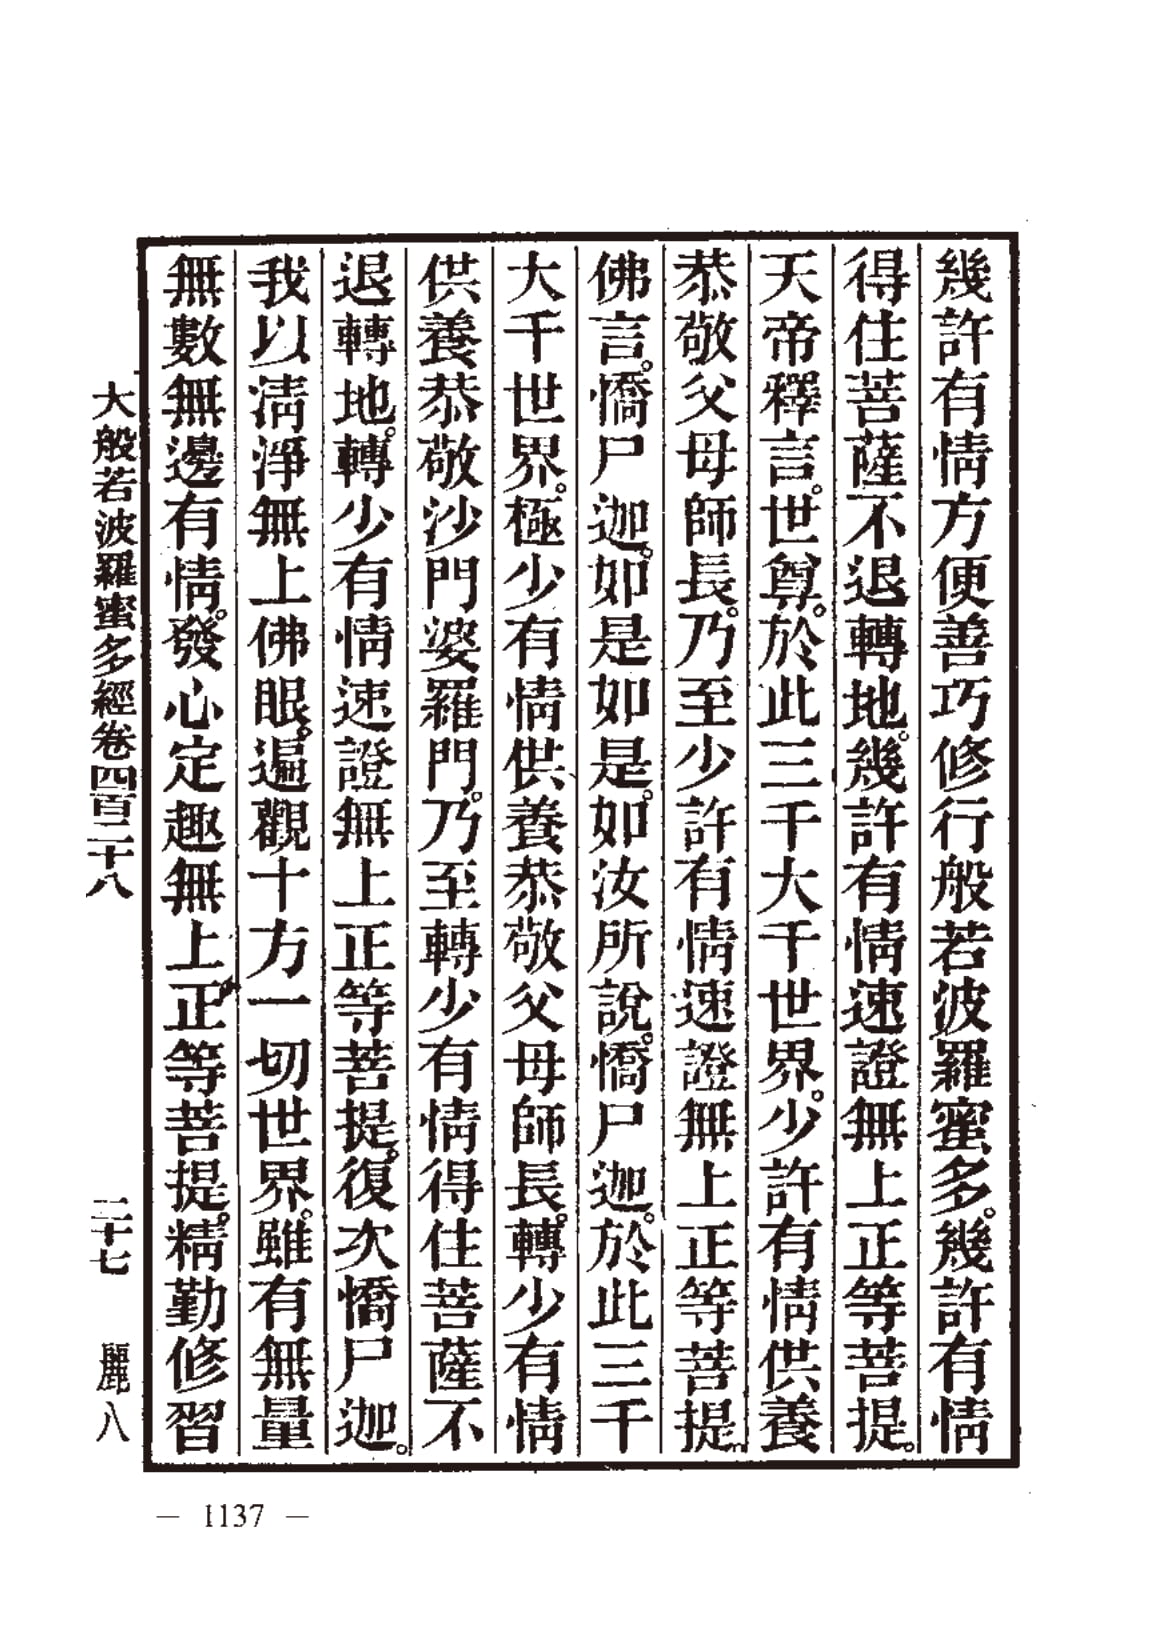 幾許有情方便善巧修行般若波羅蜜多。幾許有情
得住菩薩不退轉地。幾許有情速證無上正等菩提。
天帝釋言。世尊。於此三千大千世界。少許有情供養
恭敬父母師長。乃至少許有情速證無上正等菩提。
佛言。憍尸迦。如是如是。如汝所說。憍尸迦。於此三千
大千世界。極少有情供養恭敬父母師長。轉少有情
供養恭敬沙門婆羅門。乃至轉少有情得住菩薩不
退轉地。轉少有情速證無上正等菩提。復次憍尸迦。
我以清淨無上佛眼。遍觀十方一切世界。雖有無量
無數無邊有情。發心定趣無上正等菩提。精勤修習
大般若波羅蜜多經卷四百二十八 二十七 麗八
— 1137 —